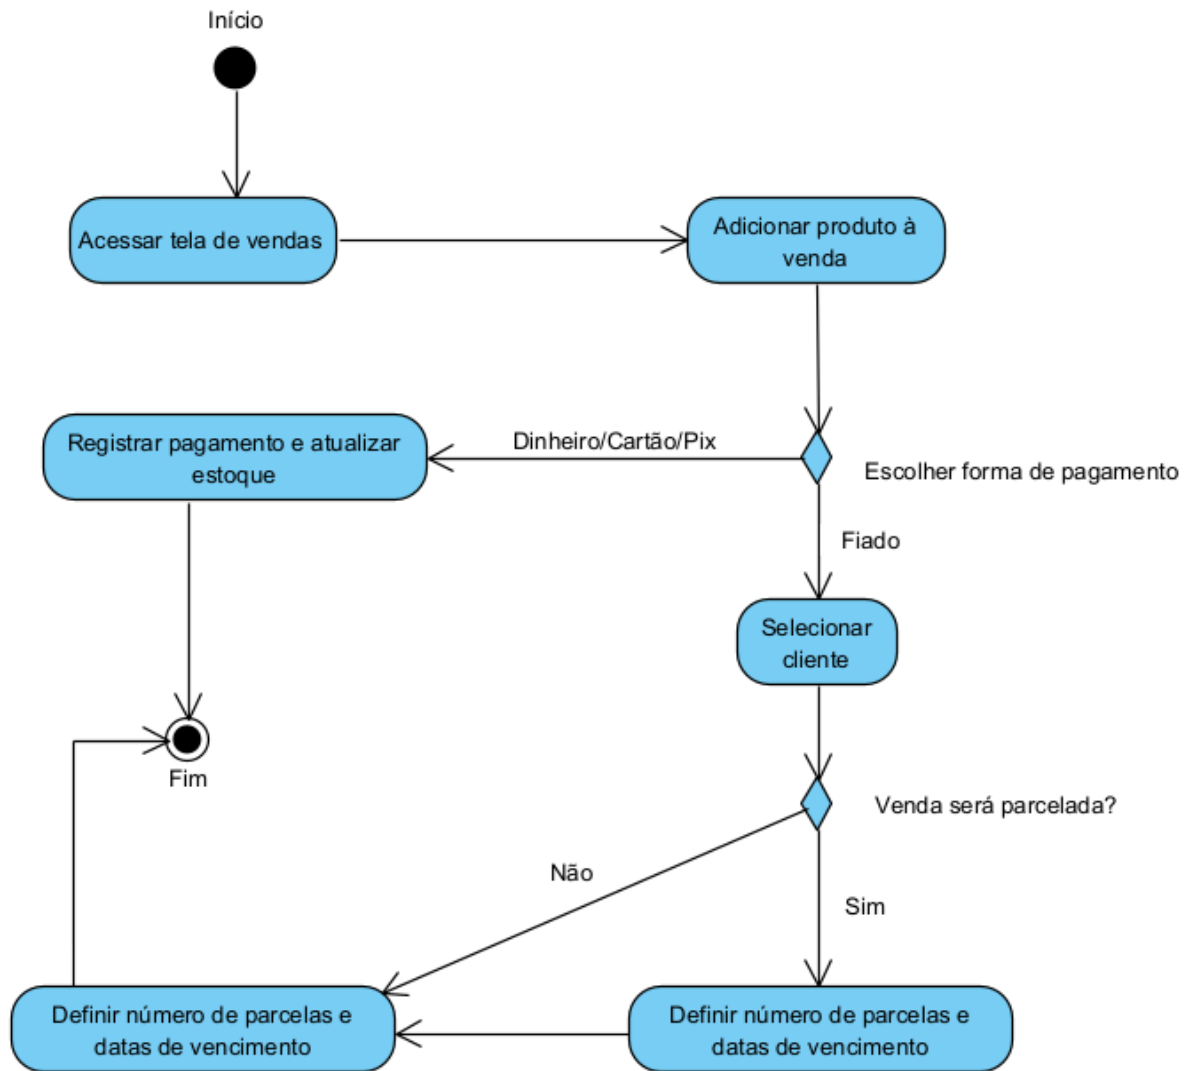 Início
Acessar tela de vendas
Adicionar produto à
venda
Registrar pagamento e atualizar
estoque
Dinheiro/Cartão/Pix
Escolher forma de pagamento
Fiado
Selecionar
cliente
Fim
Venda será parcelada?
Não
Sim
Definir número de parcelas e
datas de vencimento
Definir número de parcelas e
datas de vencimento